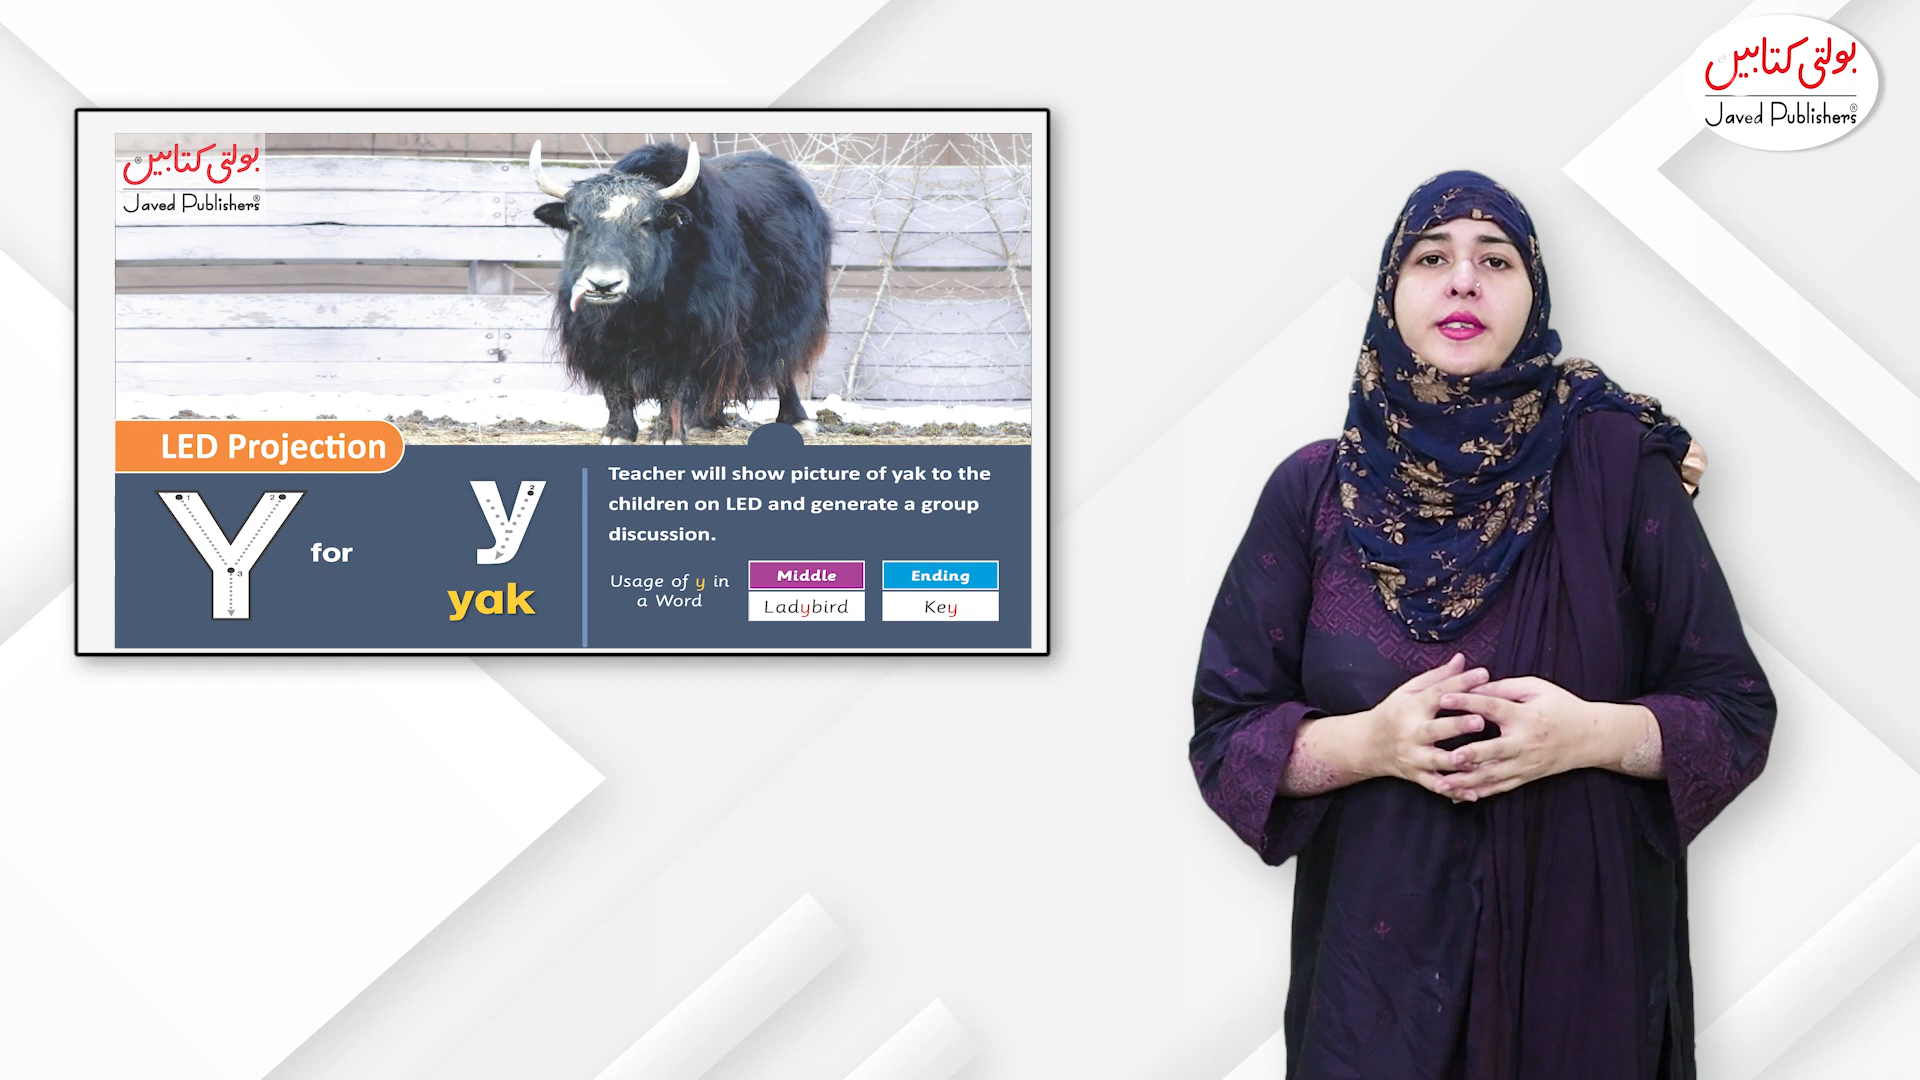 بولتی کتابیں
Javed Publishers®
بولتی کتابیں®
Javed Publishers®
LED Projection
Y for y
yak
Teacher will show picture of yak to the
children on LED and generate a group
discussion.
Usage of y in
a Word
Middle
Ladybird
Ending
Key